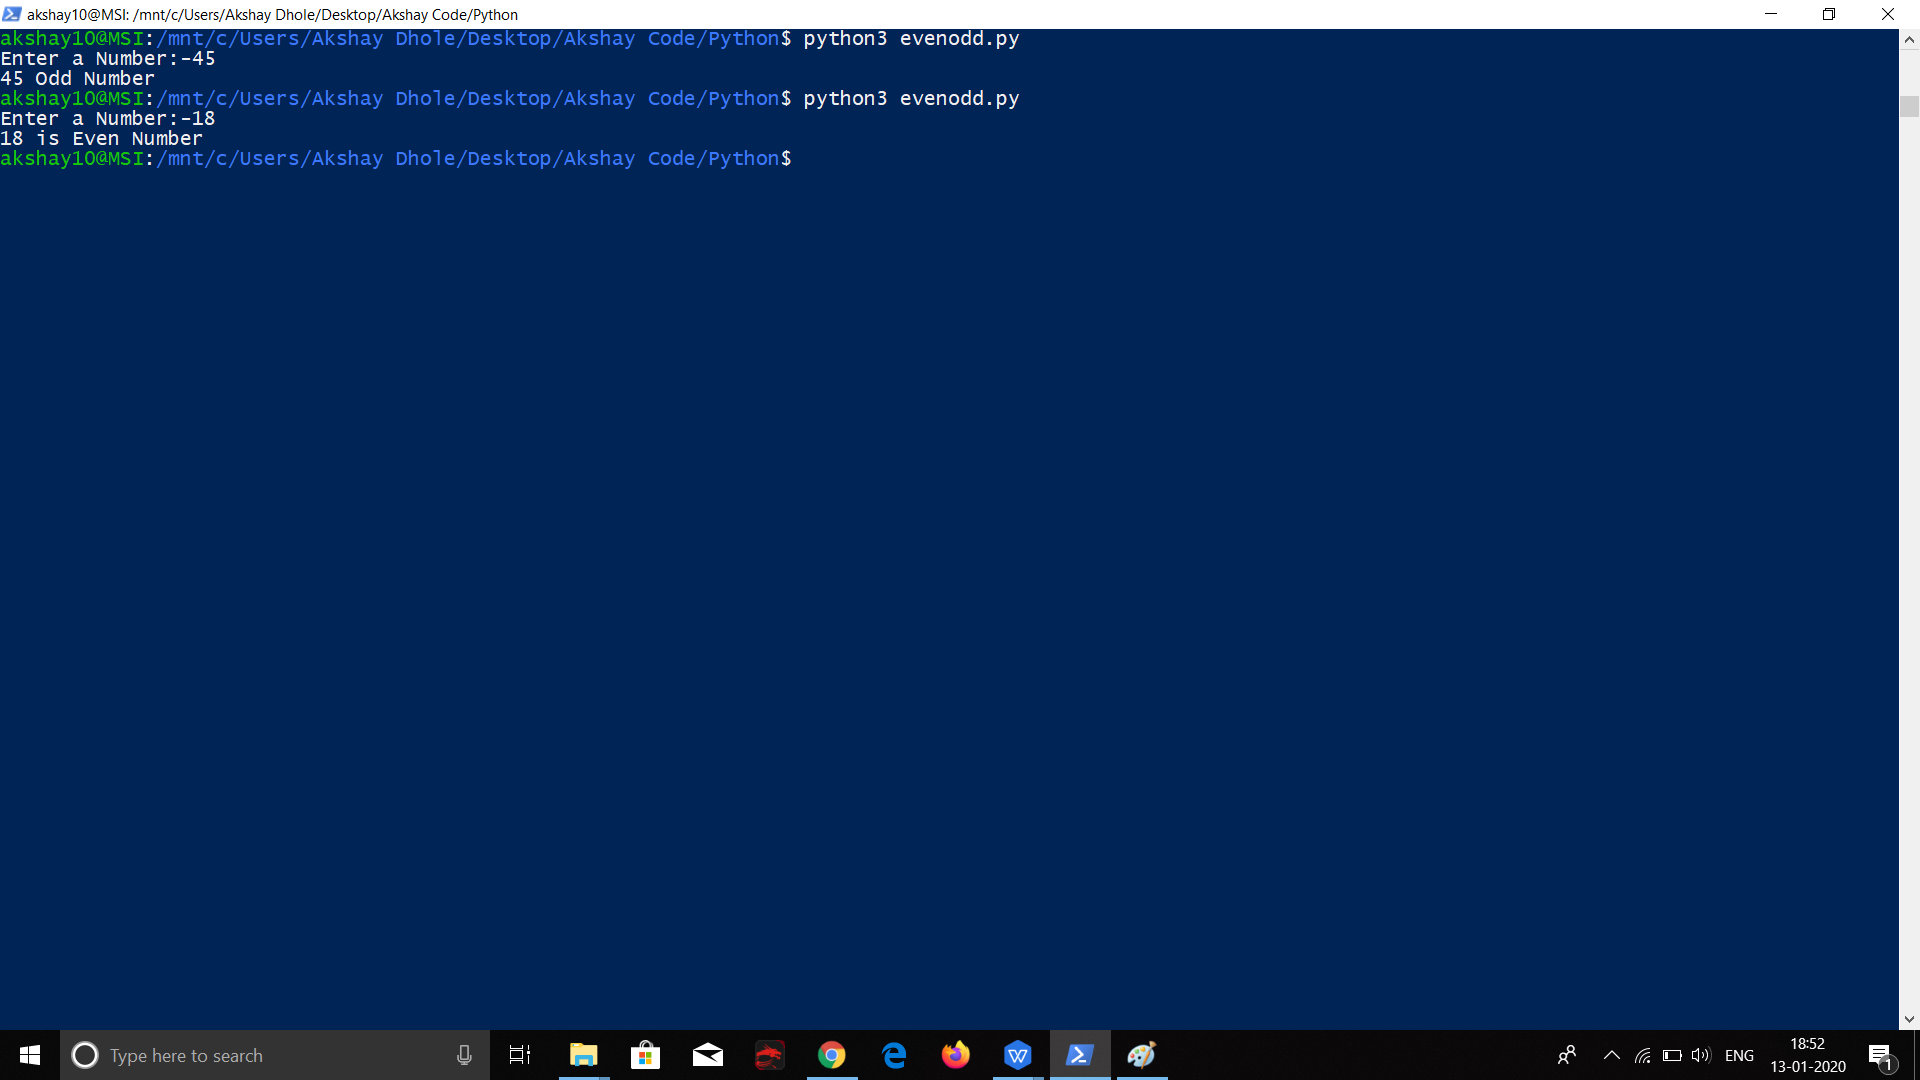 akshay10@MSI: /mnt/c/Users/Akshay Dhole/Desktop/Akshay Code/Python
akshay10@MSI:/mnt/c/Users/Akshay Dhole/Desktop/Akshay Code/Python$ python3 evenodd.py
Enter a Number:-45
45 Odd Number
akshay10@MSI:/mnt/c/Users/Akshay Dhole/Desktop/Akshay Code/Python$ python3 evenodd.py
Enter a Number:-18
18 is Even Number
akshay10@MSI:/mnt/c/Users/Akshay Dhole/Desktop/Akshay Code/Python$
Type here to search
ENG
18:52
13-01-2020
1